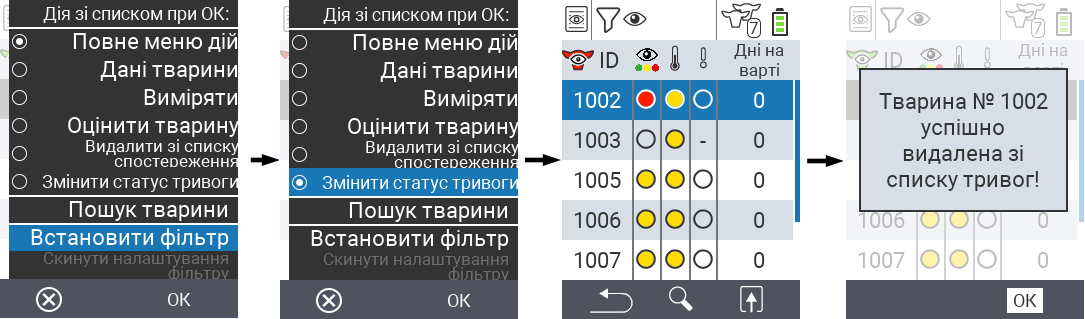 Дія зі списком при ОК:
Повне меню дій
Дані тварини
Виміряти
Оцінити тварину
Видалити зі списку
спостереження
Змінити статус тривоги
Пошук тварини
Встановити фільтр
Скинути налаштування
фільтру
OK
Дія зі списком при ОК:
Повне меню дій
Дані тварини
Виміряти
Оцінити тварину
Видалити зі списку
спостереження
Змінити статус тривоги
Пошук тварини
Встановити фільтр
Скинути налаштування
фільтру
OK
7
ID
Дні на
варті
1002 0
1003 - 0
1005 0
1006 0
1007 0
7
ID
Дні на
варті
Тварина № 1002
успішно
видалена зі
списку тривог!
1006 0
1007 0
OK